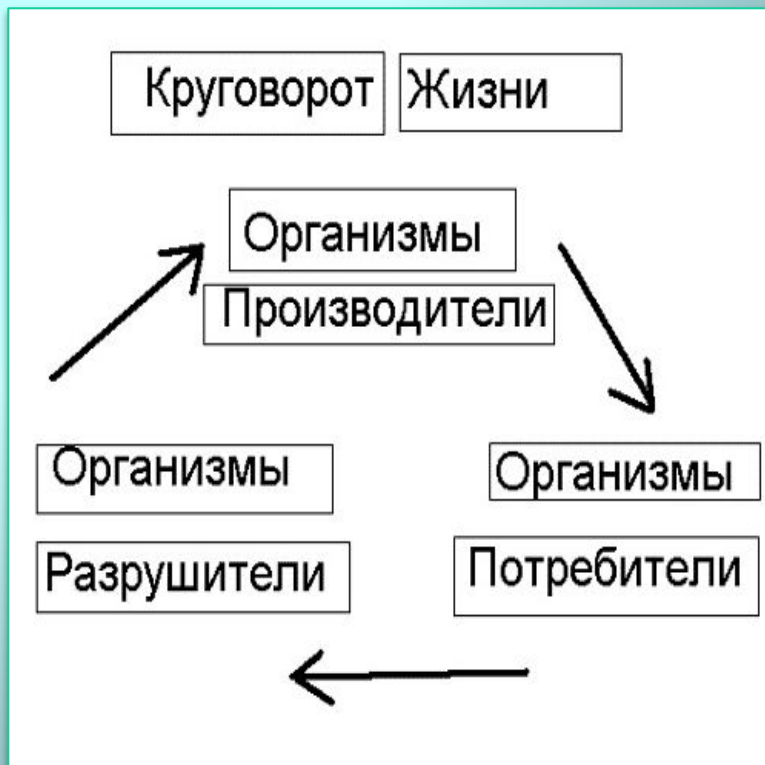 Круговорот Жизни
Организмы
Производители
Организмы
Разрушители
Организмы
Потребители